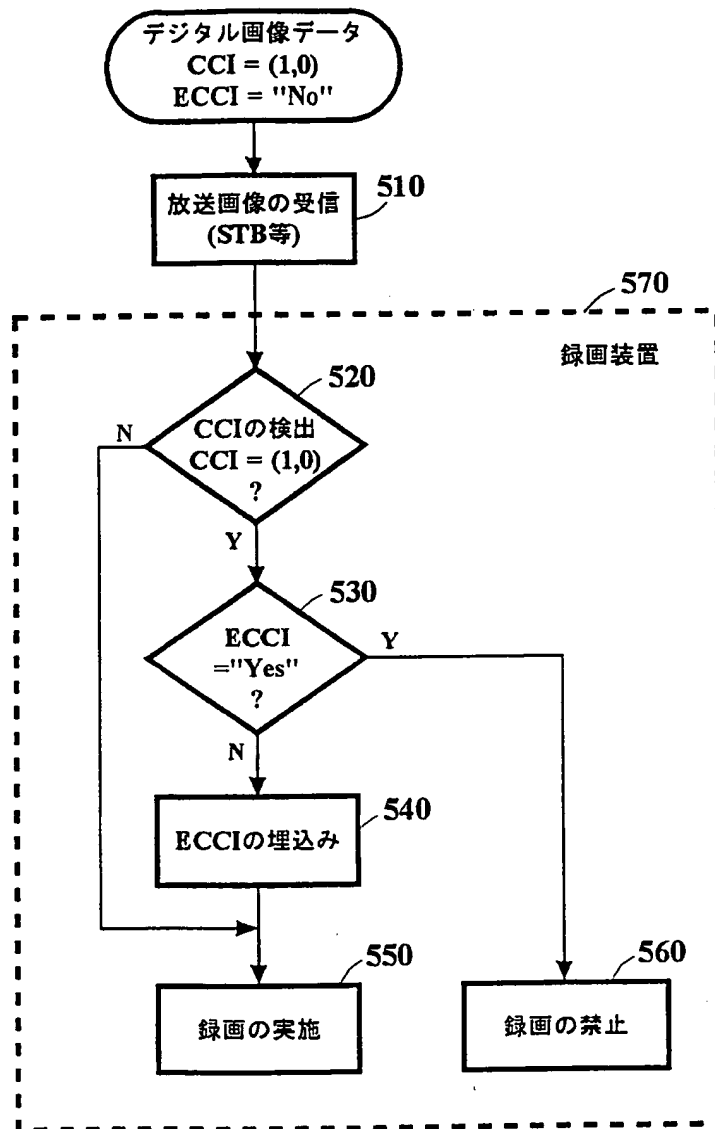 デジタル画像データ
CCI = (1,0)
ECCI = "No"
放送画像の受信
(STB等)
510
570
録画装置
520
CCIの検出
CCI = (1,0)
?
N
Y
530
ECCI
="Yes"
?
Y
N
540
ECCIの埋込み
550
録画の実施
560
録画の禁止